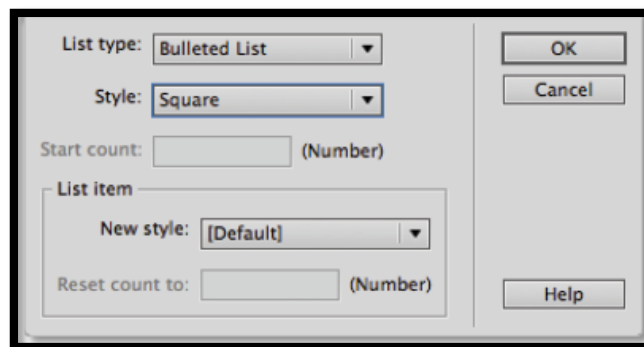 List type: Bulleted List
OK
Style: Square
Cancel
Start count: (Number)
List item
New style: [Default]
Reset count to: (Number)
Help